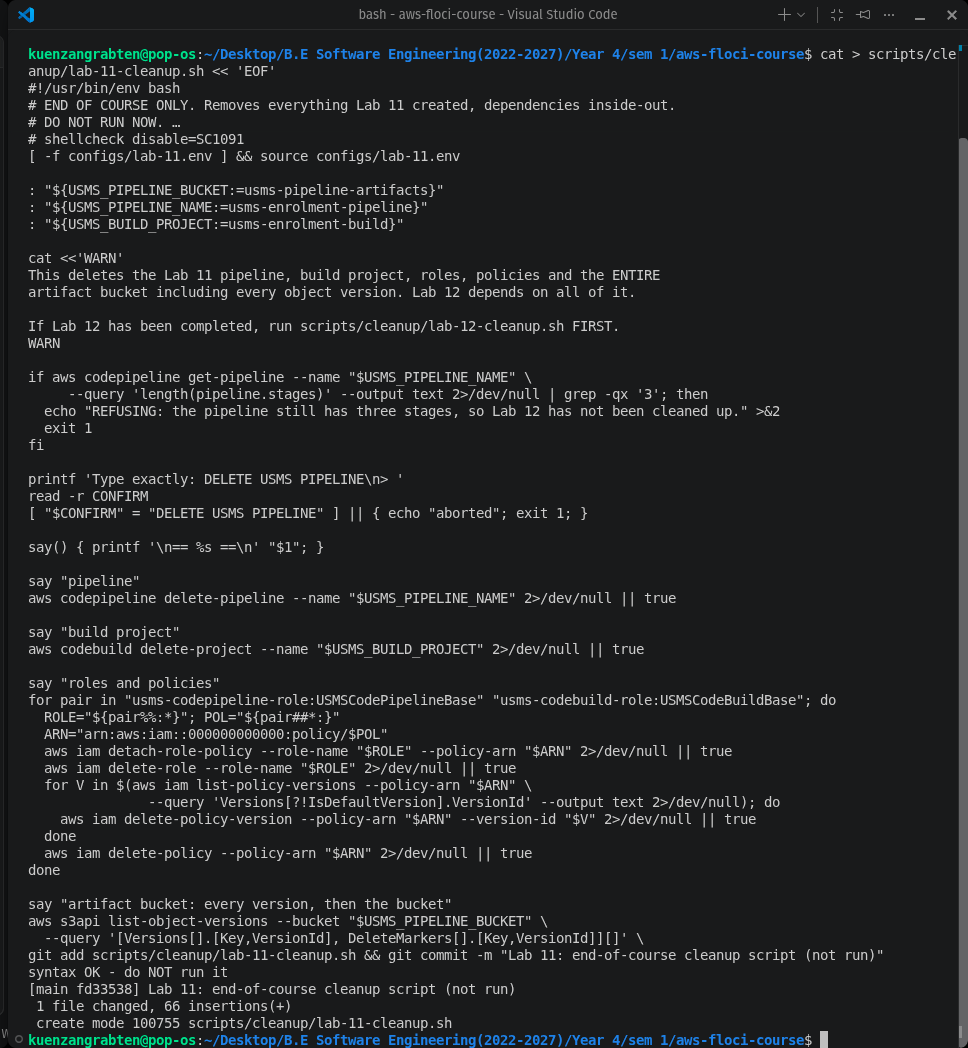 bash - aws-floci-course - Visual Studio Code
kuenzangrabten@pop-os:~/Desktop/B.E Software Engineering(2022-2027)/Year 4/sem 1/aws-floci-course$ cat > scripts/cle
anup/lab-11-cleanup.sh << 'EOF'
#!/usr/bin/env bash
# END OF COURSE ONLY. Removes everything Lab 11 created, dependencies inside-out.
# DO NOT RUN NOW. …
# shellcheck disable=SC1091
[ -f configs/lab-11.env ] && source configs/lab-11.env

: "${USMS_PIPELINE_BUCKET:=usms-pipeline-artifacts}"
: "${USMS_PIPELINE_NAME:=usms-enrolment-pipeline}"
: "${USMS_BUILD_PROJECT:=usms-enrolment-build}"

cat <<'WARN'
This deletes the Lab 11 pipeline, build project, roles, policies and the ENTIRE
artifact bucket including every object version. Lab 12 depends on all of it.

If Lab 12 has been completed, run scripts/cleanup/lab-12-cleanup.sh FIRST.
WARN

if aws codepipeline get-pipeline --name "$USMS_PIPELINE_NAME" \
     --query 'length(pipeline.stages)' --output text 2>/dev/null | grep -qx '3'; then
  echo "REFUSING: the pipeline still has three stages, so Lab 12 has not been cleaned up." >&2
  exit 1
fi

printf 'Type exactly: DELETE USMS PIPELINE\n> '
read -r CONFIRM
[ "$CONFIRM" = "DELETE USMS PIPELINE" ] || { echo "aborted"; exit 1; }

say() { printf '\n== %s ==\n' "$1"; }

say "pipeline"
aws codepipeline delete-pipeline --name "$USMS_PIPELINE_NAME" 2>/dev/null || true

say "build project"
aws codebuild delete-project --name "$USMS_BUILD_PROJECT" 2>/dev/null || true

say "roles and policies"
for pair in "usms-codepipeline-role:USMSCodePipelineBase" "usms-codebuild-role:USMSCodeBuildBase"; do
  ROLE="${pair%%:*}"; POL="${pair##*:}"
  ARN="arn:aws:iam::000000000000:policy/$POL"
  aws iam detach-role-policy --role-name "$ROLE" --policy-arn "$ARN" 2>/dev/null || true
  aws iam delete-role --role-name "$ROLE" 2>/dev/null || true
  for V in $(aws iam list-policy-versions --policy-arn "$ARN" \
               --query 'Versions[?!IsDefaultVersion].VersionId' --output text 2>/dev/null); do
    aws iam delete-policy-version --policy-arn "$ARN" --version-id "$V" 2>/dev/null || true
  done
  aws iam delete-policy --policy-arn "$ARN" 2>/dev/null || true
done

say "artifact bucket: every version, then the bucket"
aws s3api list-object-versions --bucket "$USMS_PIPELINE_BUCKET" \
  --query '[Versions[].[Key,VersionId], DeleteMarkers[].[Key,VersionId]][]' \
git add scripts/cleanup/lab-11-cleanup.sh && git commit -m "Lab 11: end-of-course cleanup script (not run)"
syntax OK - do NOT run it
[main fd33538] Lab 11: end-of-course cleanup script (not run)
 1 file changed, 66 insertions(+)
 create mode 100755 scripts/cleanup/lab-11-cleanup.sh
kuenzangrabten@pop-os:~/Desktop/B.E Software Engineering(2022-2027)/Year 4/sem 1/aws-floci-course$